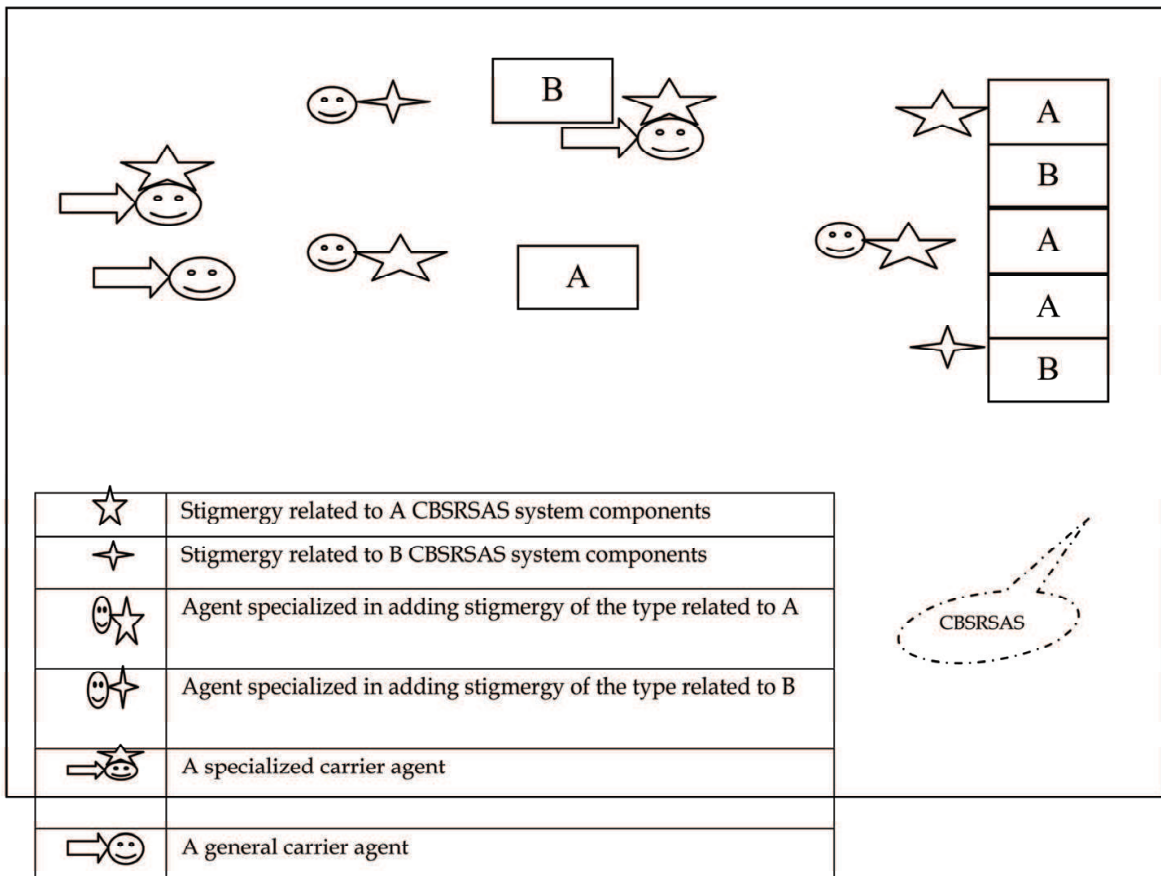 B
A
B
A
A
A
B
Stigmergy related to A CBSRSAS system components
Stigmergy related to B CBSRSAS system components
Agent specialized in adding stigmergy of the type related to A
CBSRSAS
Agent specialized in adding stigmergy of the type related to B
A specialized carrier agent
A general carrier agent